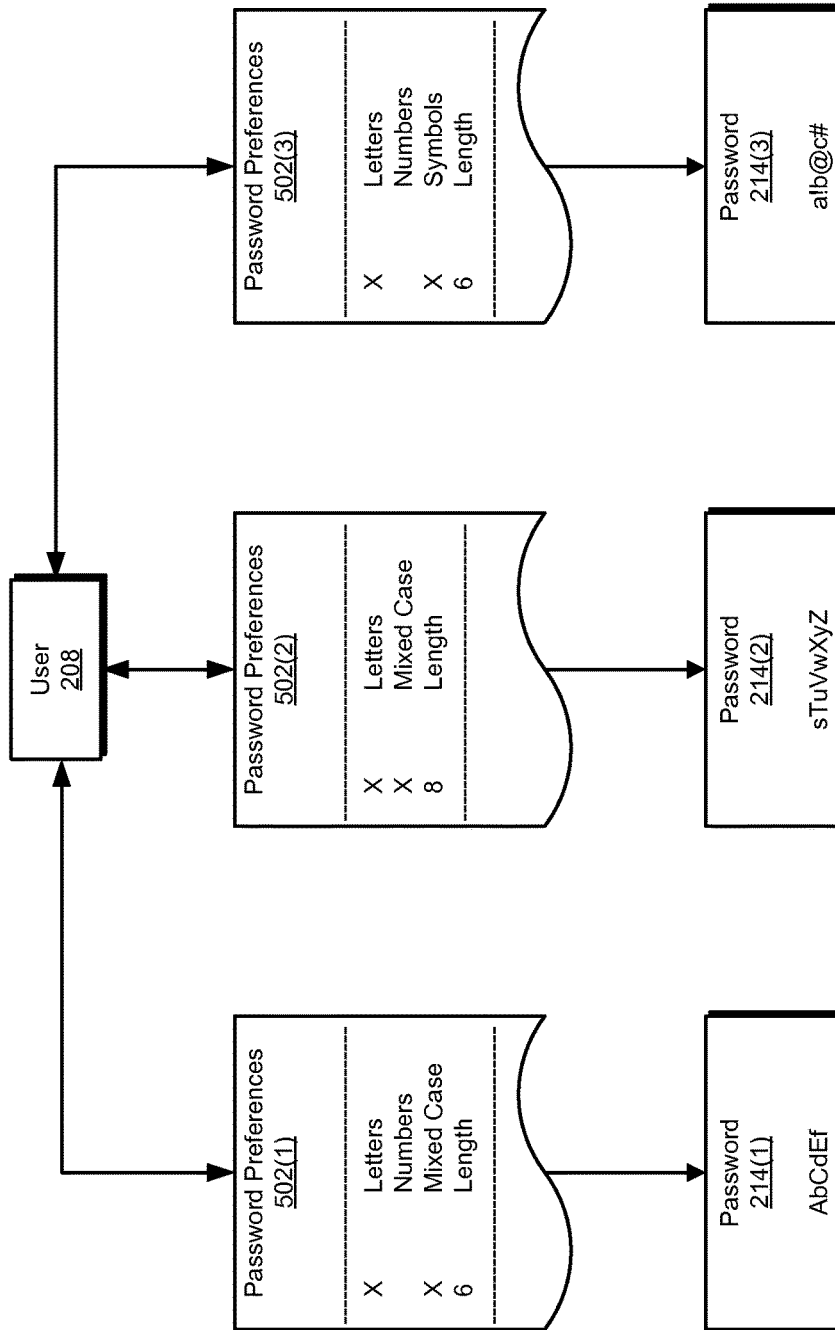 User
208
Password Preferences
502(1)
X Letters
Numbers
X Mixed Case
6 Length
Password
214(1)
AbCdEf
Password Preferences
502(2)
X Letters
X Mixed Case
8 Length
Password
214(2)
sTuVwXyZ
Password Preferences
502(3)
X Letters
Numbers
X Symbols
6 Length
Password
214(3)
a!b@c#